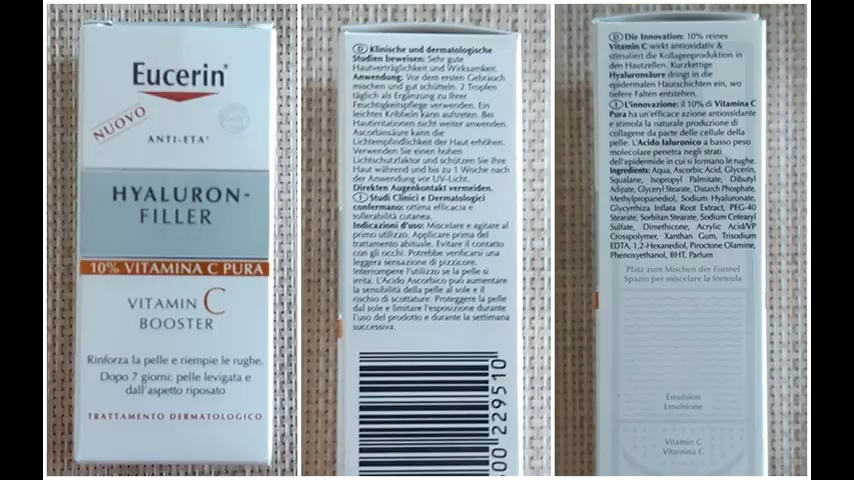 Eucerin®
NUOVO
ANTI-ETA'
HYALURON-
FILLER
10% VITAMINA C PURA
VITAMIN C
BOOSTER
Rinforza la pelle e riempie le rughe.
Dopo 7 giorni: pelle levigata e
dall'aspetto riposato
TRATTAMENTO DERMATOLOGICO
D Klinische und dermatologische
Studien beweisen: Sehr gute
Hautverträglichkeit und Wirksamkeit.
Anwendung: Vor dem ersten Gebrauch
mischen und gut schütteln. 2 Tropfen
täglich als Ergänzung zu Ihrer
Feuchtigkeitspflege verwenden. Ein
leichtes Kribbeln kann auftreten. Bei
Hautirritationen nicht weiter anwenden.
Ascorbinsäure kann die
Lichtempfindlichkeit der Haut erhöhen.
Verwenden Sie einen hohen
Lichtschutzfaktor und schützen Sie Ihre
Haut während und bis zu 1 Woche nach
der Anwendung vor UV-Licht.
Direkten Augenkontakt vermeiden.
I Studi Clinici e Dermatologici
confermano: ottima efficacia e
tollerabilità cutanea.
Indicazioni d'uso: Miscelare e agitare al
primo utilizzo. Applicare prima del
trattamento abituale. Evitare il contatto
con gli occhi. Potrebbe verificarsi una
leggera sensazione di pizzicore.
Interrompere l'utilizzo se la pelle si
irrita. L'Acido Ascorbico può aumentare
la sensibilità della pelle al sole e il
rischio di scottature. Proteggere la pelle
dal sole e limitare l'esposizione durante
l'uso del prodotto e durante la settimana
successiva.
00 229510
D Die Innovation: 10% reines
Vitamin C wirkt antioxidativ &
stimuliert die Kollagenproduktion in
den Hautzellen. Kurzkettige
Hyaluronsäure dringt in die
epidermalen Hautschichten ein, wo
tiefere Falten entstehen.
I L'innovazione: il 10% di Vitamina C
Pura ha un'efficace azione antiossidante
e stimola la naturale produzione di
collagene da parte delle cellule della
pelle. L'Acido Ialuronico a basso peso
molecolare penetra negli strati
dell'epidermide in cui si formano le rughe.
Ingredients: Aqua, Ascorbic Acid, Glycerin,
Squalane, Isopropyl Palmitate, Dibutyl
Adipate, Glyceryl Stearate, Distarch Phosphate,
Methylpropanediol, Sodium Hyaluronate,
Glycyrrhiza Inflata Root Extract, PEG-40
Stearate, Sorbitan Stearate, Sodium Cetearyl
Sulfate, Dimethicone, Acrylic Acid/VP
Crosspolymer, Xanthan Gum, Trisodium
EDTA, 1,2-Hexanediol, Piroctone Olamine,
Phenoxyethanol, BHT, Parfum
Platz zum Mischen der Formel
Spazio per miscelare la formula
Emulsion
Emulsione
Vitamin C
Vitamina C